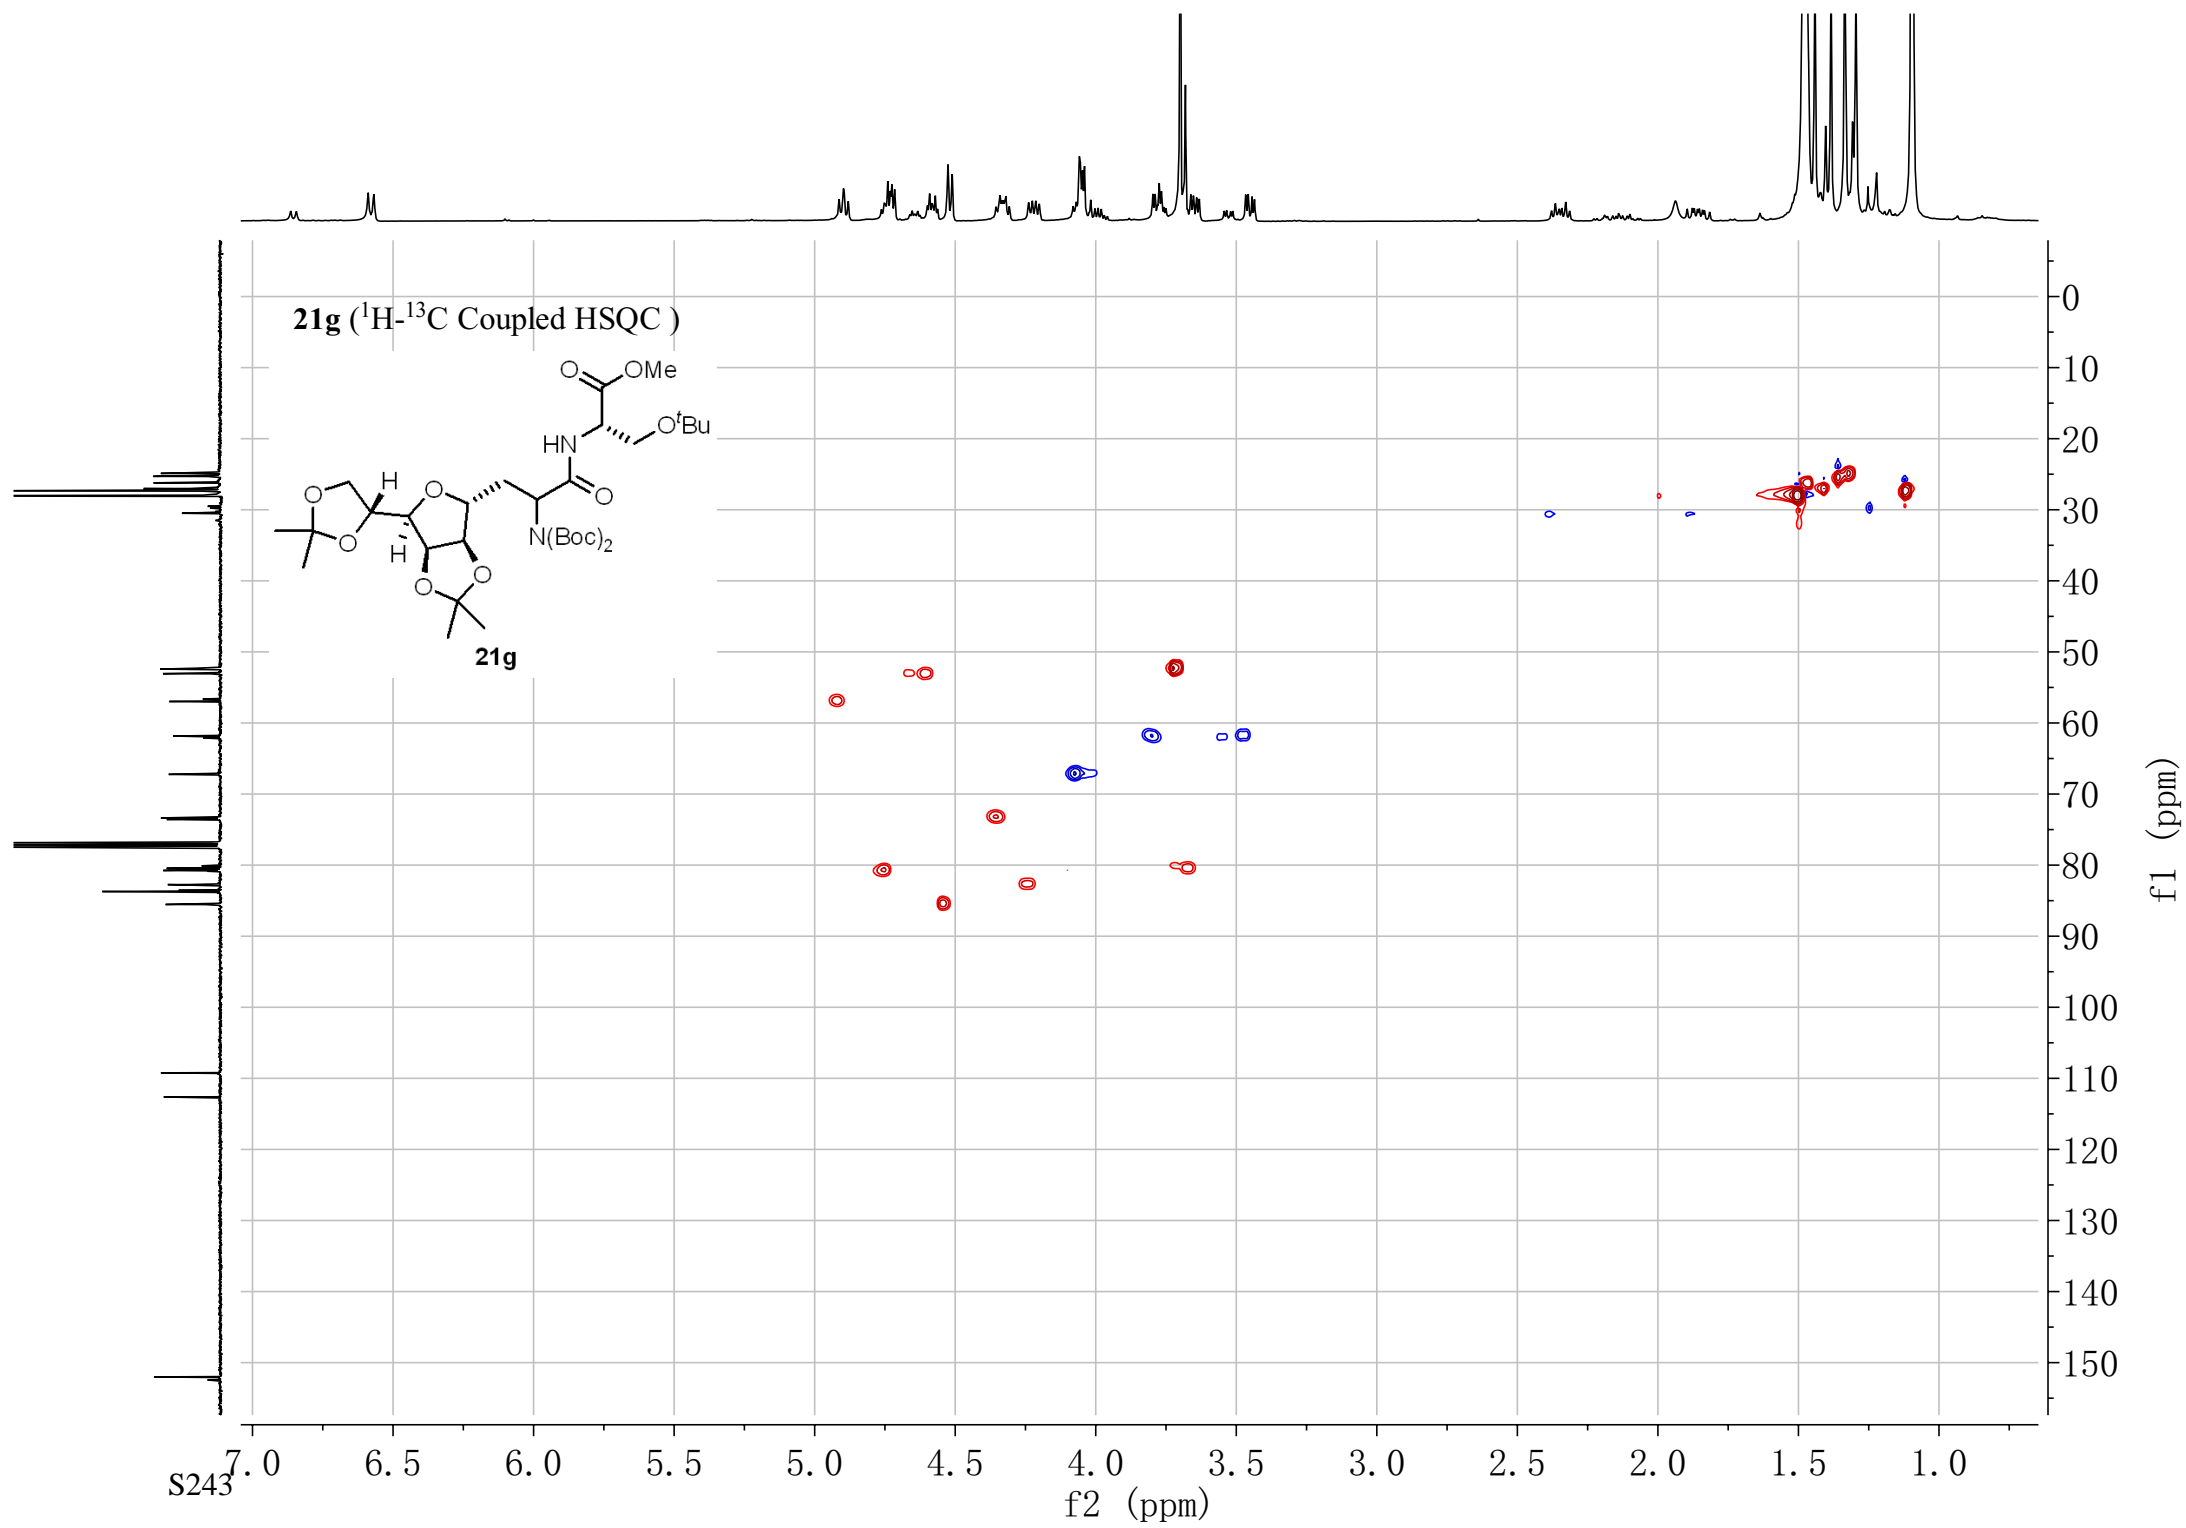 21g (¹H-¹³C Coupled HSQC )
O
OMe
OᵗBu
HN
H
O
O
O
N(Boc)₂
O
H
O
O
21g
0
10
20
30
40
50
60
70
80
90
100
110
120
130
140
150
f1 (ppm)
7.0
6.5
6.0
5.5
5.0
4.5
4.0
3.5
3.0
2.5
2.0
1.5
1.0
f2 (ppm)
S243